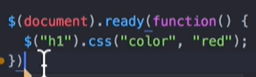 $(document).ready(function() {
  $("h1").css("color", "red");
})